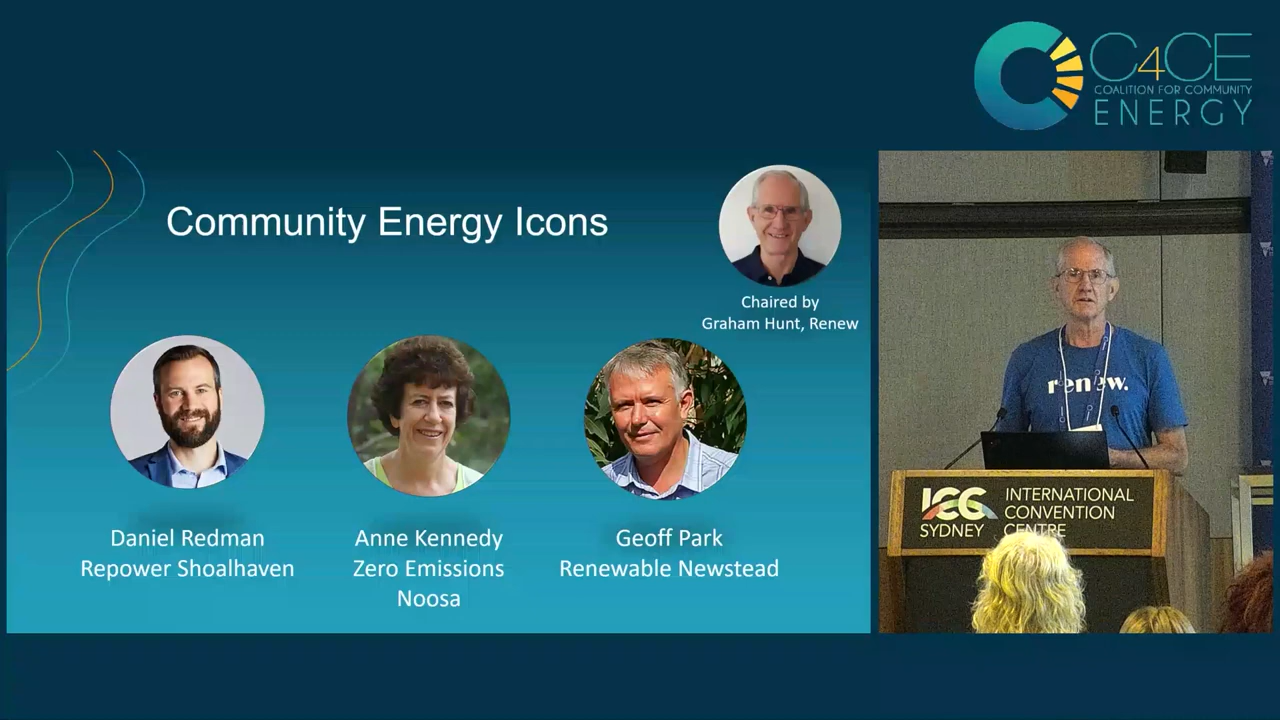 C4CE
COALITION FOR COMMUNITY
ENERGY
Community Energy Icons
Chaired by
Graham Hunt, Renew
Daniel Redman
Repower Shoalhaven
Anne Kennedy
Zero Emissions
Noosa
Geoff Park
Renewable Newstead
renew.
ICC
SYDNEY
INTERNATIONAL
CONVENTION
CENTRE